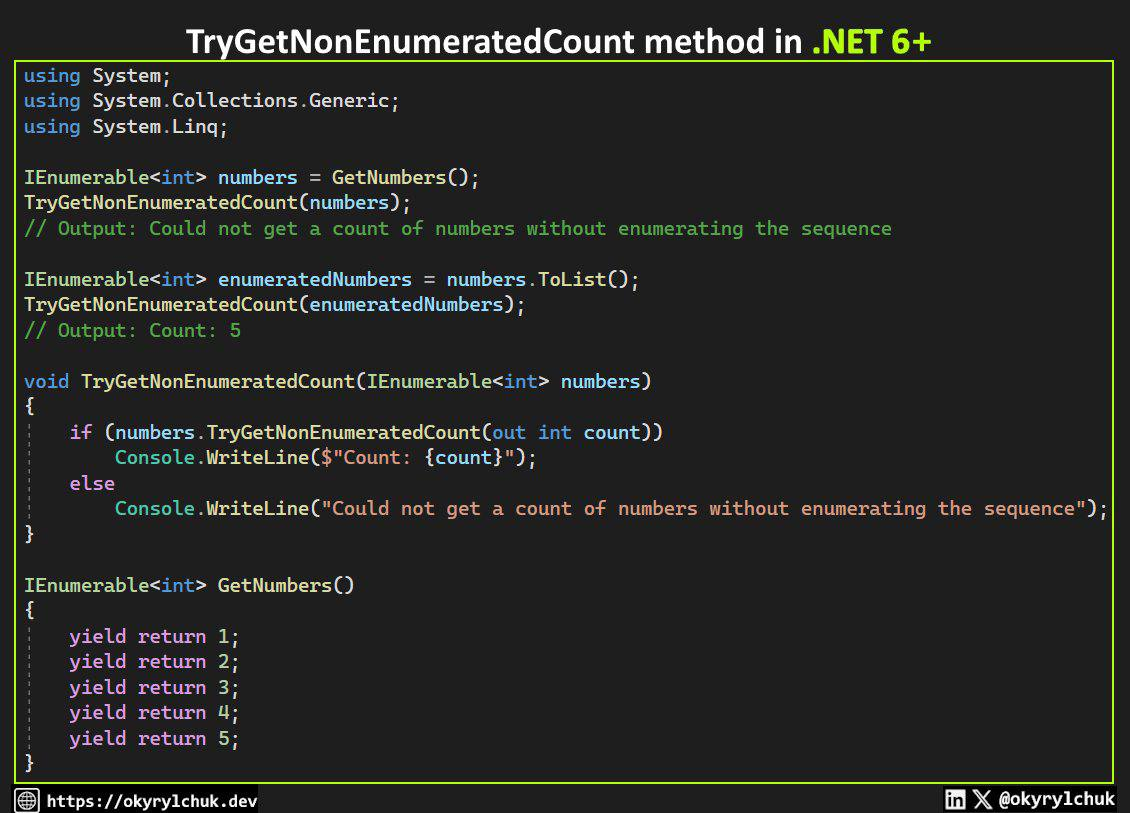 TryGetNonEnumeratedCount method in .NET 6+
using System;
using System.Collections.Generic;
using System.Linq;

IEnumerable<int> numbers = GetNumbers();
TryGetNonEnumeratedCount(numbers);
// Output: Could not get a count of numbers without enumerating the sequence

IEnumerable<int> enumeratedNumbers = numbers.ToList();
TryGetNonEnumeratedCount(enumeratedNumbers);
// Output: Count: 5

void TryGetNonEnumeratedCount(IEnumerable<int> numbers)
{
    if (numbers.TryGetNonEnumeratedCount(out int count))
        Console.WriteLine($"Count: {count}");
    else
        Console.WriteLine("Could not get a count of numbers without enumerating the sequence");
}

IEnumerable<int> GetNumbers()
{
    yield return 1;
    yield return 2;
    yield return 3;
    yield return 4;
    yield return 5;
}
https://okyrylchuk.dev
in X @okyrylchuk